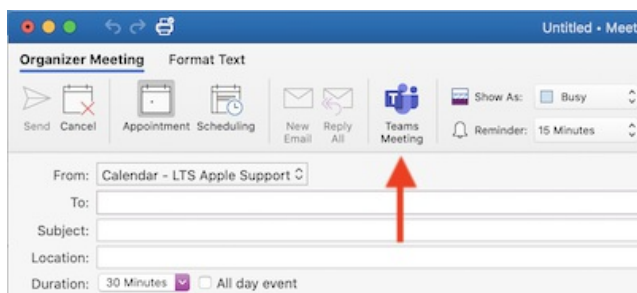 Untitled • Meet
Organizer Meeting Format Text
Send Cancel Appointment Scheduling New Email Reply All Teams Meeting Show As: Busy
Reminder: 15 Minutes
From: Calendar - LTS Apple Support
To:
Subject:
Location:
Duration: 30 Minutes All day event